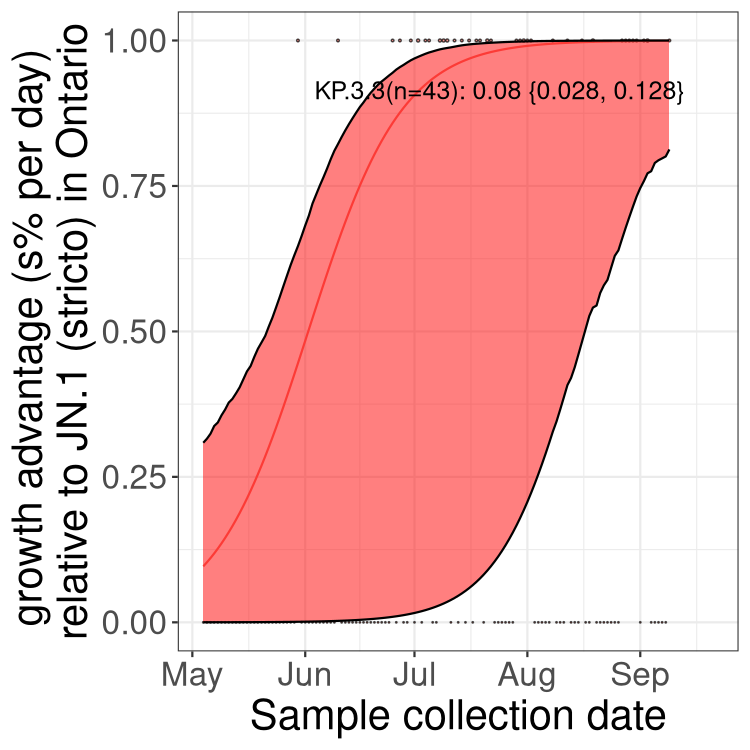 growth advantage (s% per day)
relative to JN.1 (stricto) in Ontario
1.00
0.75
0.50
0.25
0.00
KP.3.3(n=43): 0.08 {0.028, 0.128}
May Jun Jul Aug Sep
Sample collection date